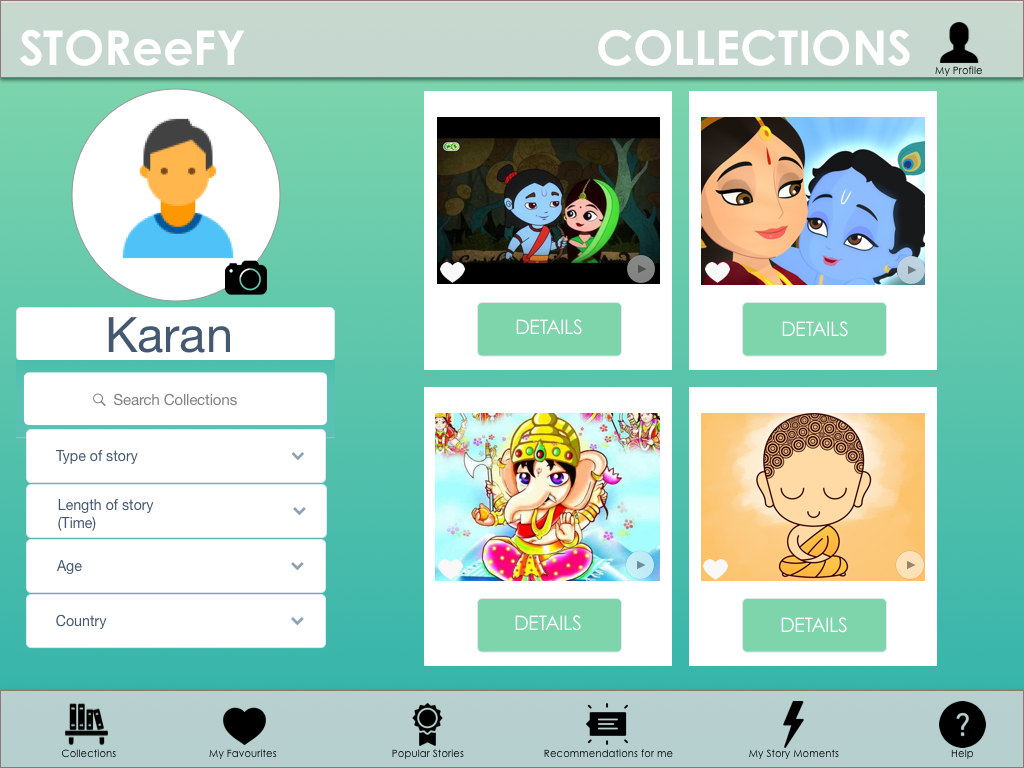 STOReeFY
COLLECTIONS
My Profile
Karan
Search Collections
Type of story
Length of story
(Time)
Age
Country
DETAILS
DETAILS
DETAILS
DETAILS
Collections
My Favourites
Popular Stories
Recommendations for me
My Story Moments
?
Help